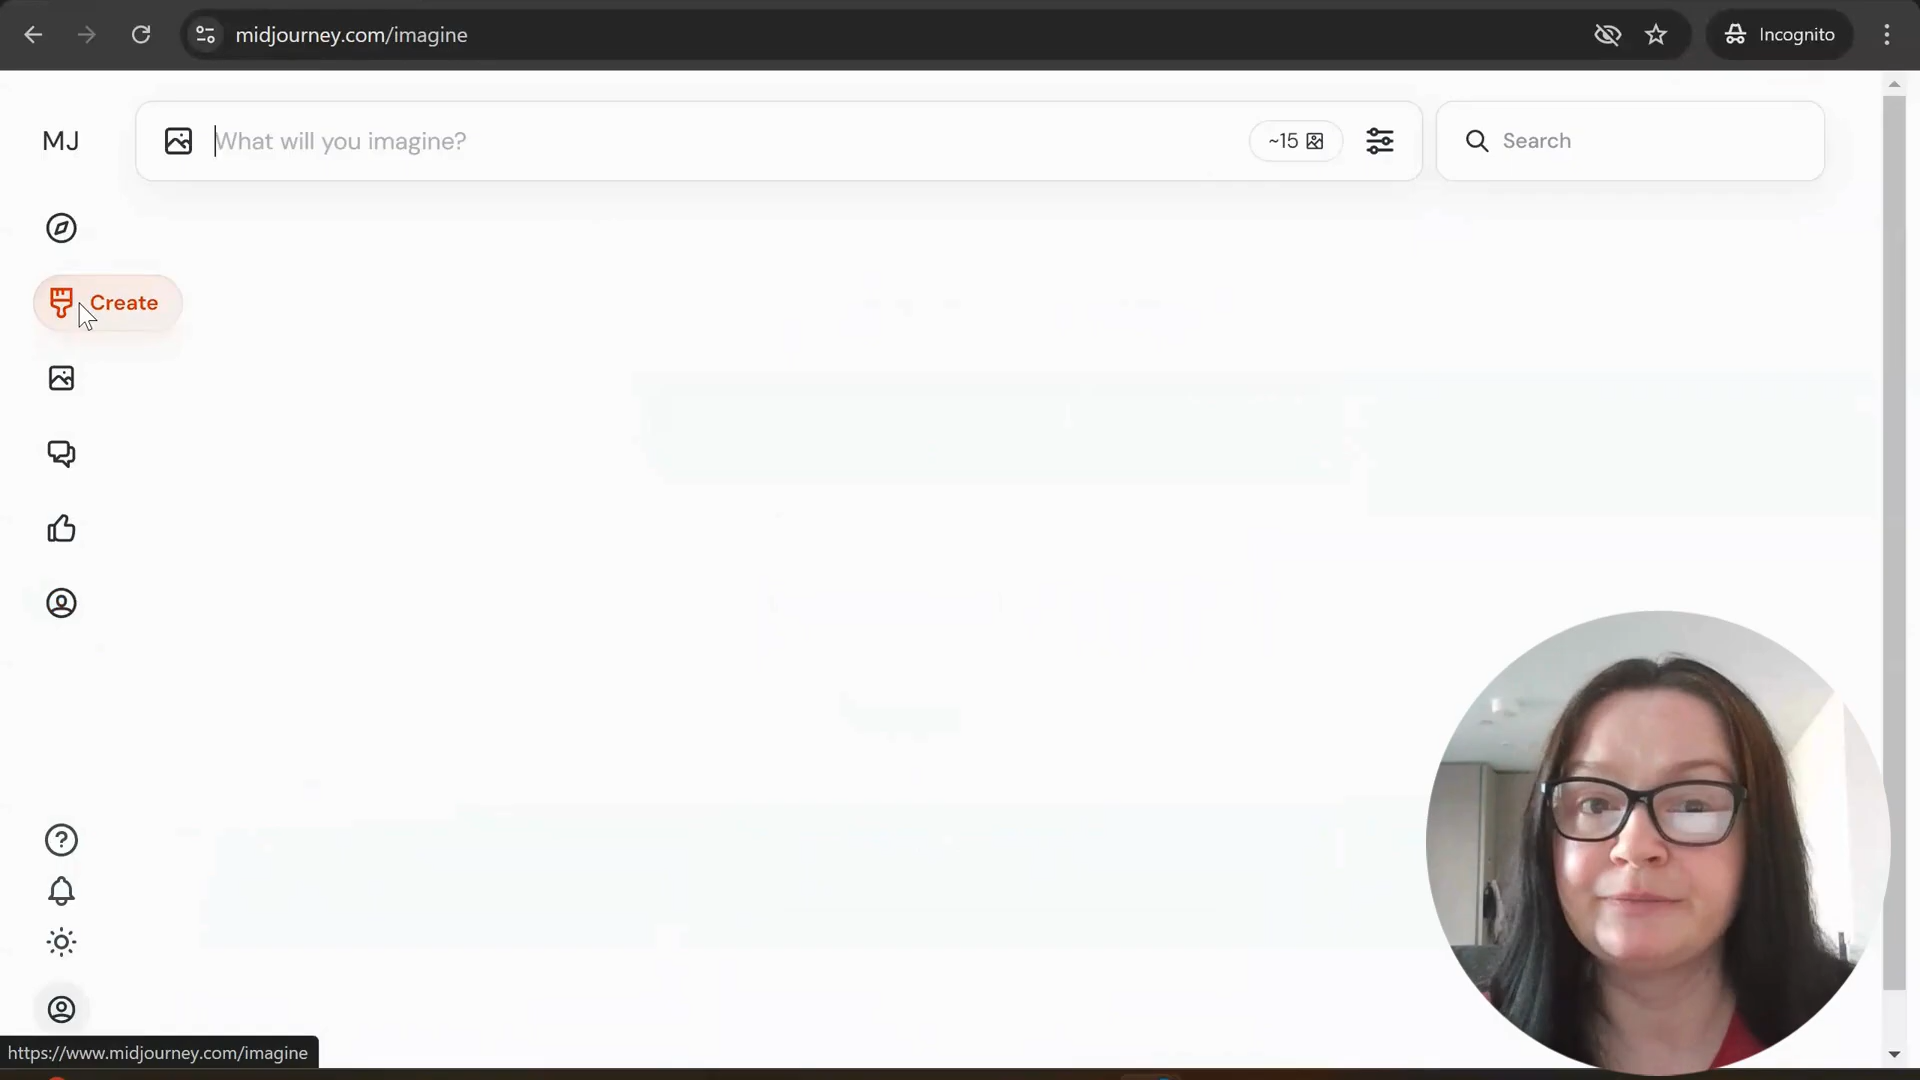 midjourney.com/imagine
Incognito
MJ
What will you imagine?
~15
Search
Create
https://www.midjourney.com/imagine